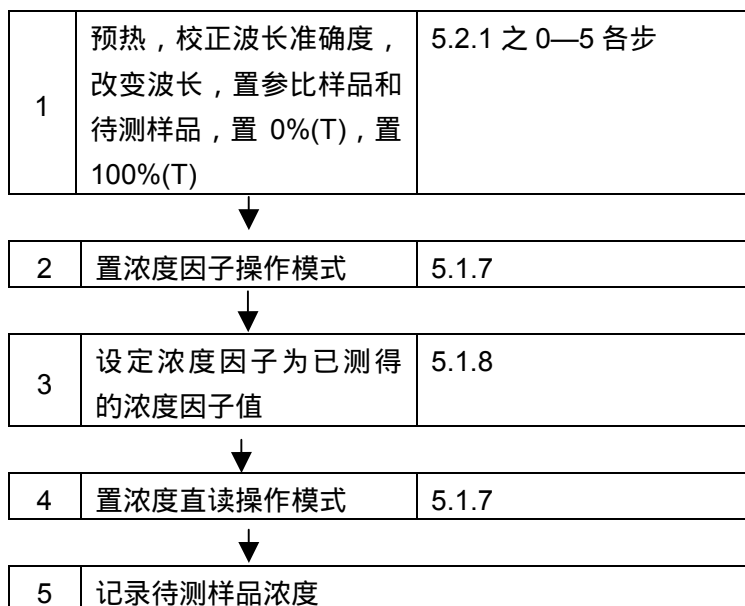 1 预热，校正波长准确度， 5.2.1 之 0—5 各步
改变波长，置参比样品和
待测样品，置 0%(T)，置
100%(T)
2 置浓度因子操作模式 5.1.7
3 设定浓度因子为已测得 5.1.8
的浓度因子值
4 置浓度直读操作模式 5.1.7
5 记录待测样品浓度